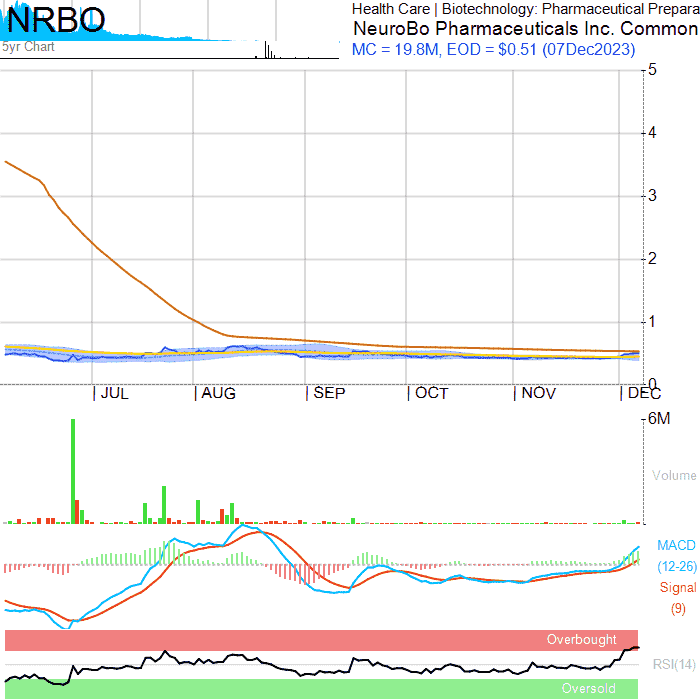 NRBO
5yr Chart
Health Care | Biotechnology: Pharmaceutical Prepara
NeuroBo Pharmaceuticals Inc. Common
MC = 19.8M, EOD = $0.51 (07Dec2023)
5
4
3
2
1
0
| JUL | AUG | SEP | OCT | NOV | DEC
6M
Volume
MACD
(12-26)
Signal
(9)
Overbought
RSI(14)
Oversold